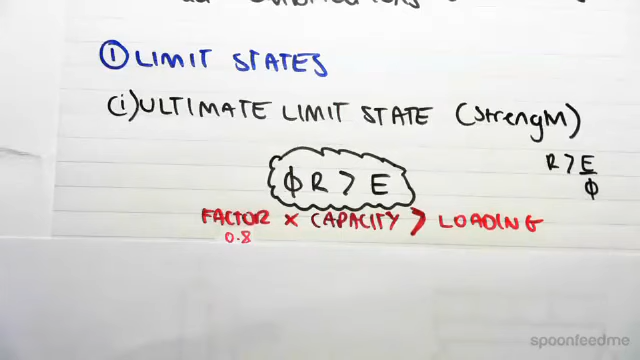 ① LIMIT STATES
(i) ULTIMATE LIMIT STATE (strength)
R > E
φ
φR > E
FACTOR × CAPACITY > LOADING
0.8
spoonfeedme